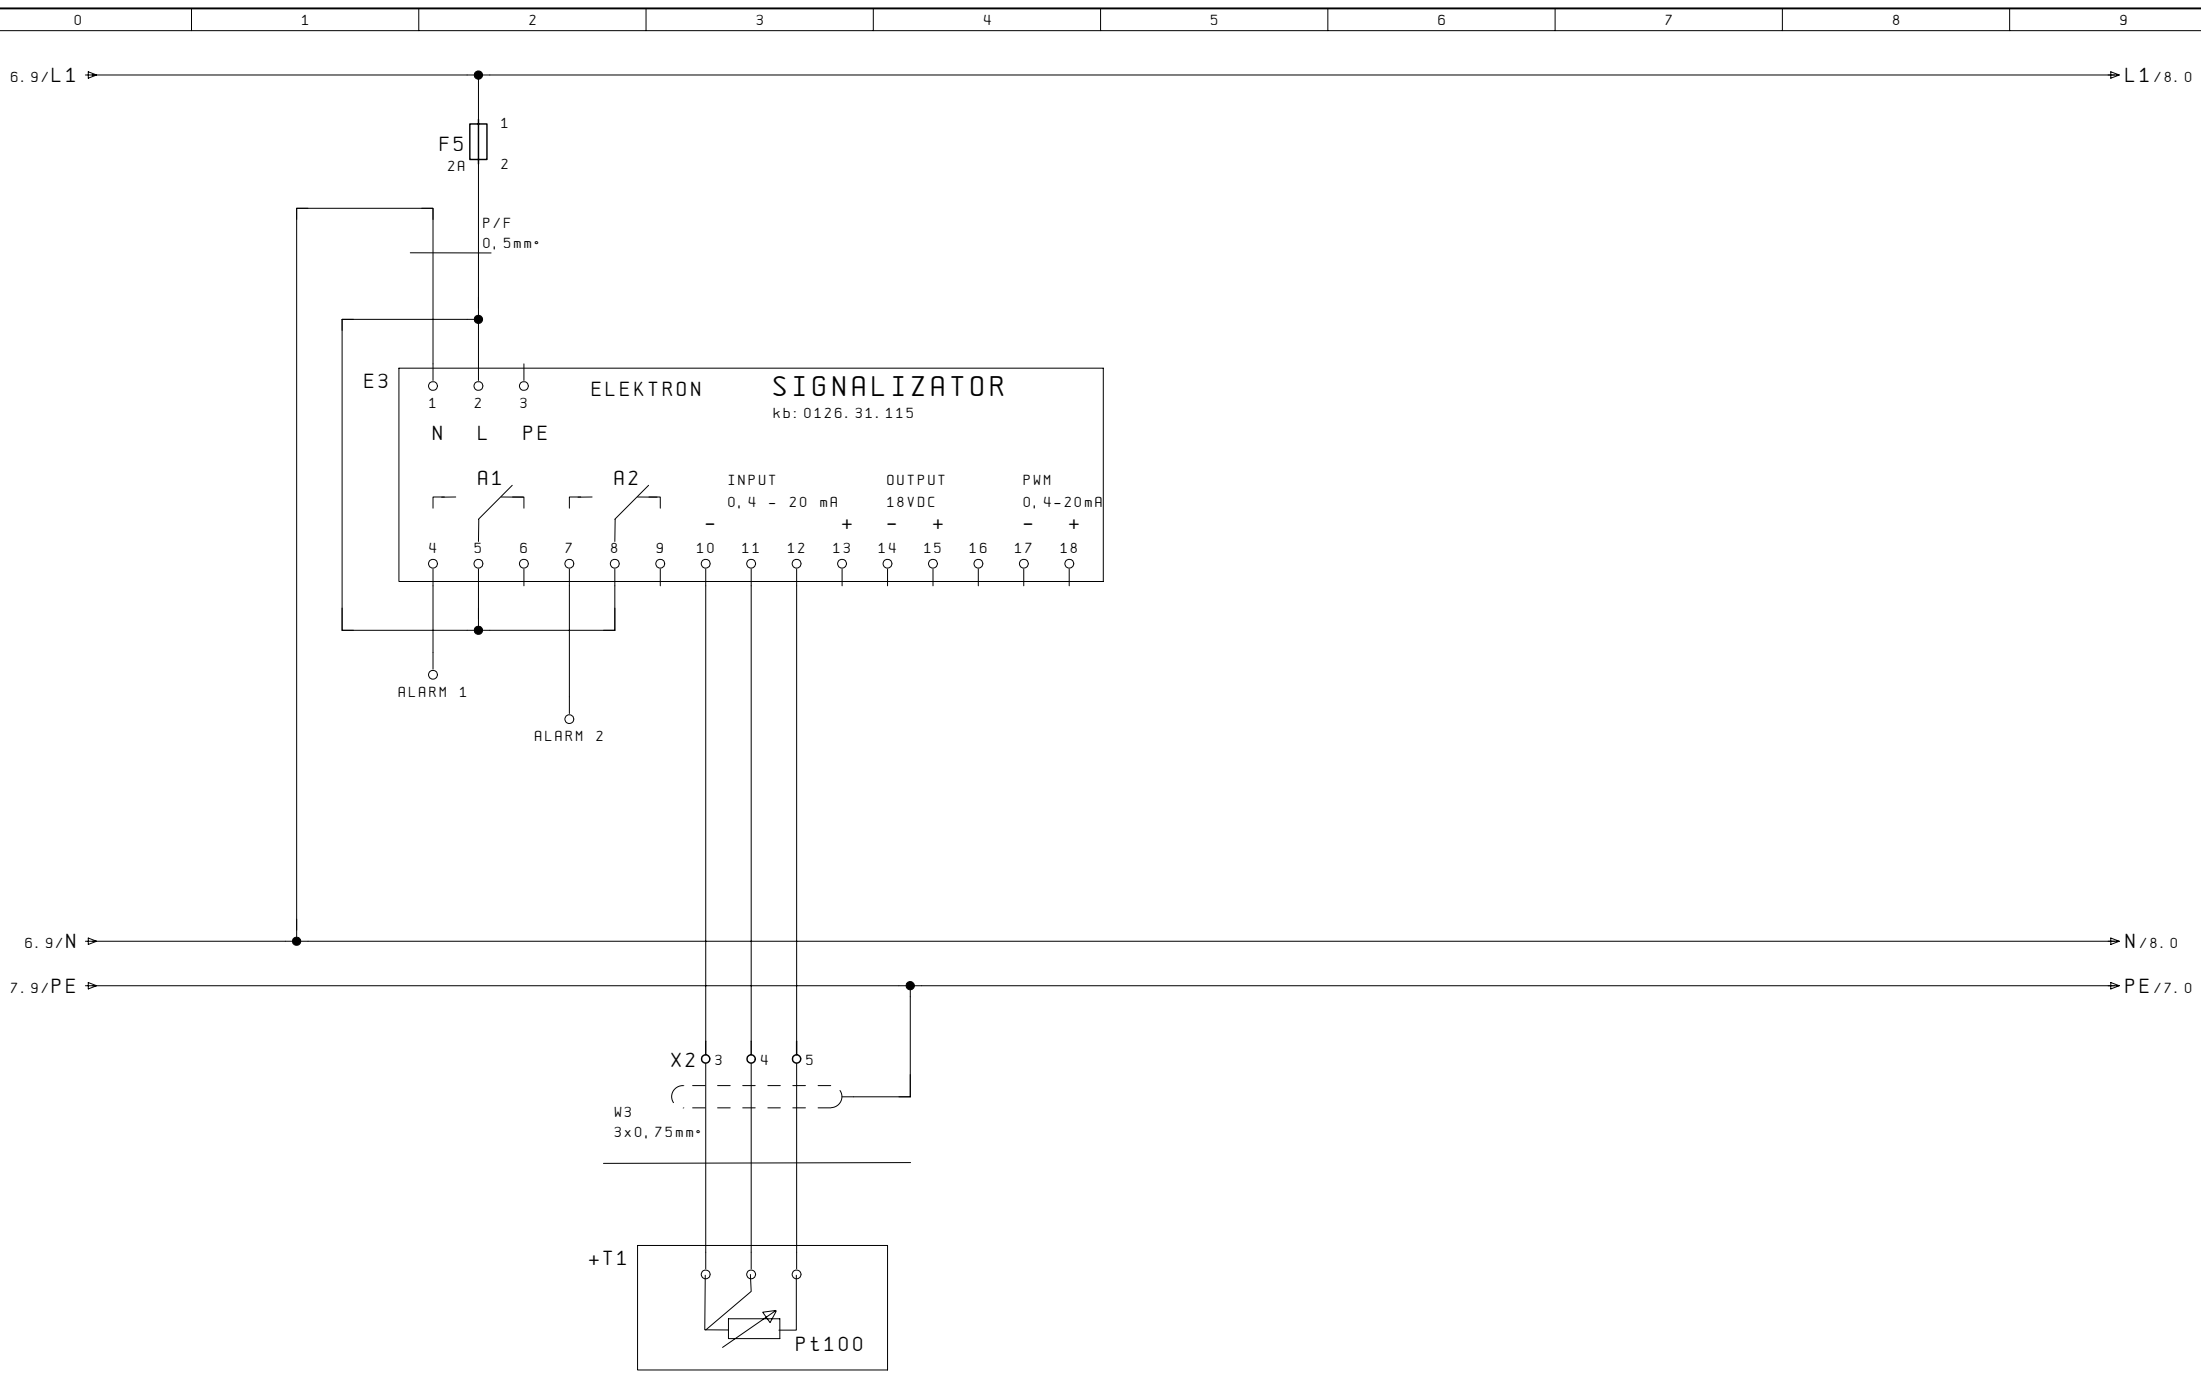 0 1 2 3 4 5 6 7 8 9
6.9/L1 L1/8.0
1
F5
2A 2
P/F
0,5mm²
E3
ELEKTRON SIGNALIZATOR
1 2 3
kb:0126.31.115
N L PE
A1 A2 INPUT OUTPUT PWM
0,4 - 20 mA 18VDC 0,4-20mA
- + - + - +
4 5 6 7 8 9 10 11 12 13 14 15 16 17 18
ALARM 1
ALARM 2
6.9/N N/8.0
7.9/PE PE/7.0
X2 3 4 5
W3
3x0,75mm²
+T1
Pt100